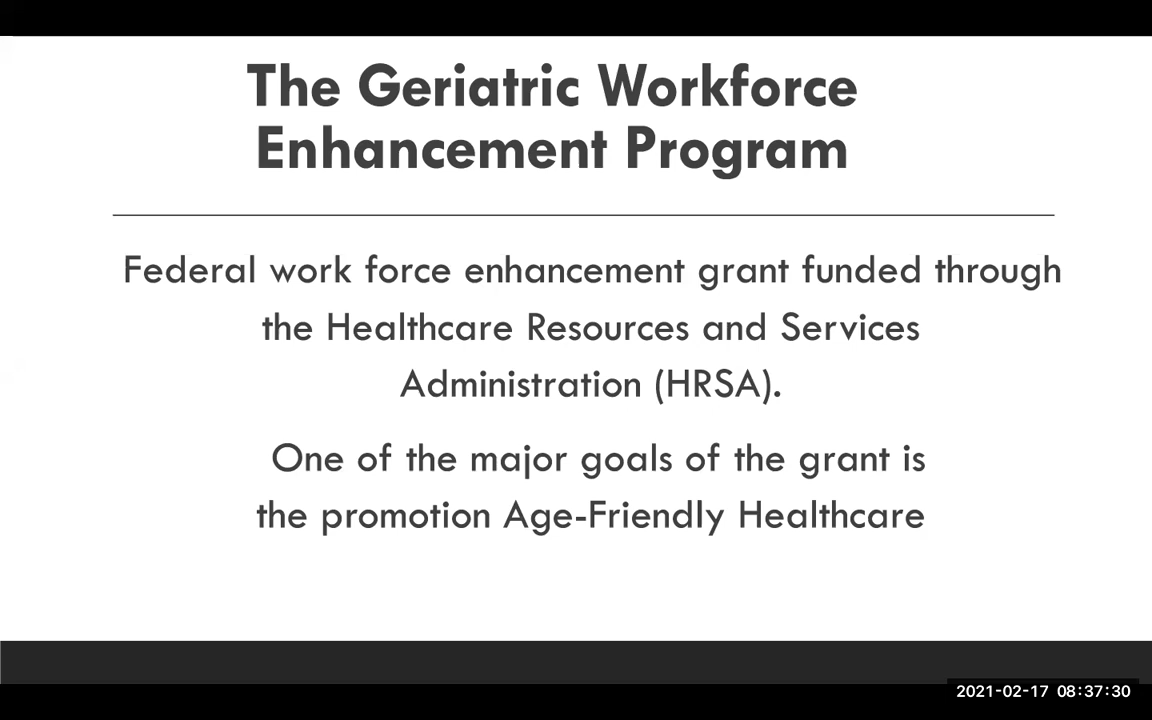 The Geriatric Workforce
Enhancement Program
Federal work force enhancement grant funded through
the Healthcare Resources and Services
Administration (HRSA).
One of the major goals of the grant is
the promotion Age-Friendly Healthcare
2021-02-17 08:37:30